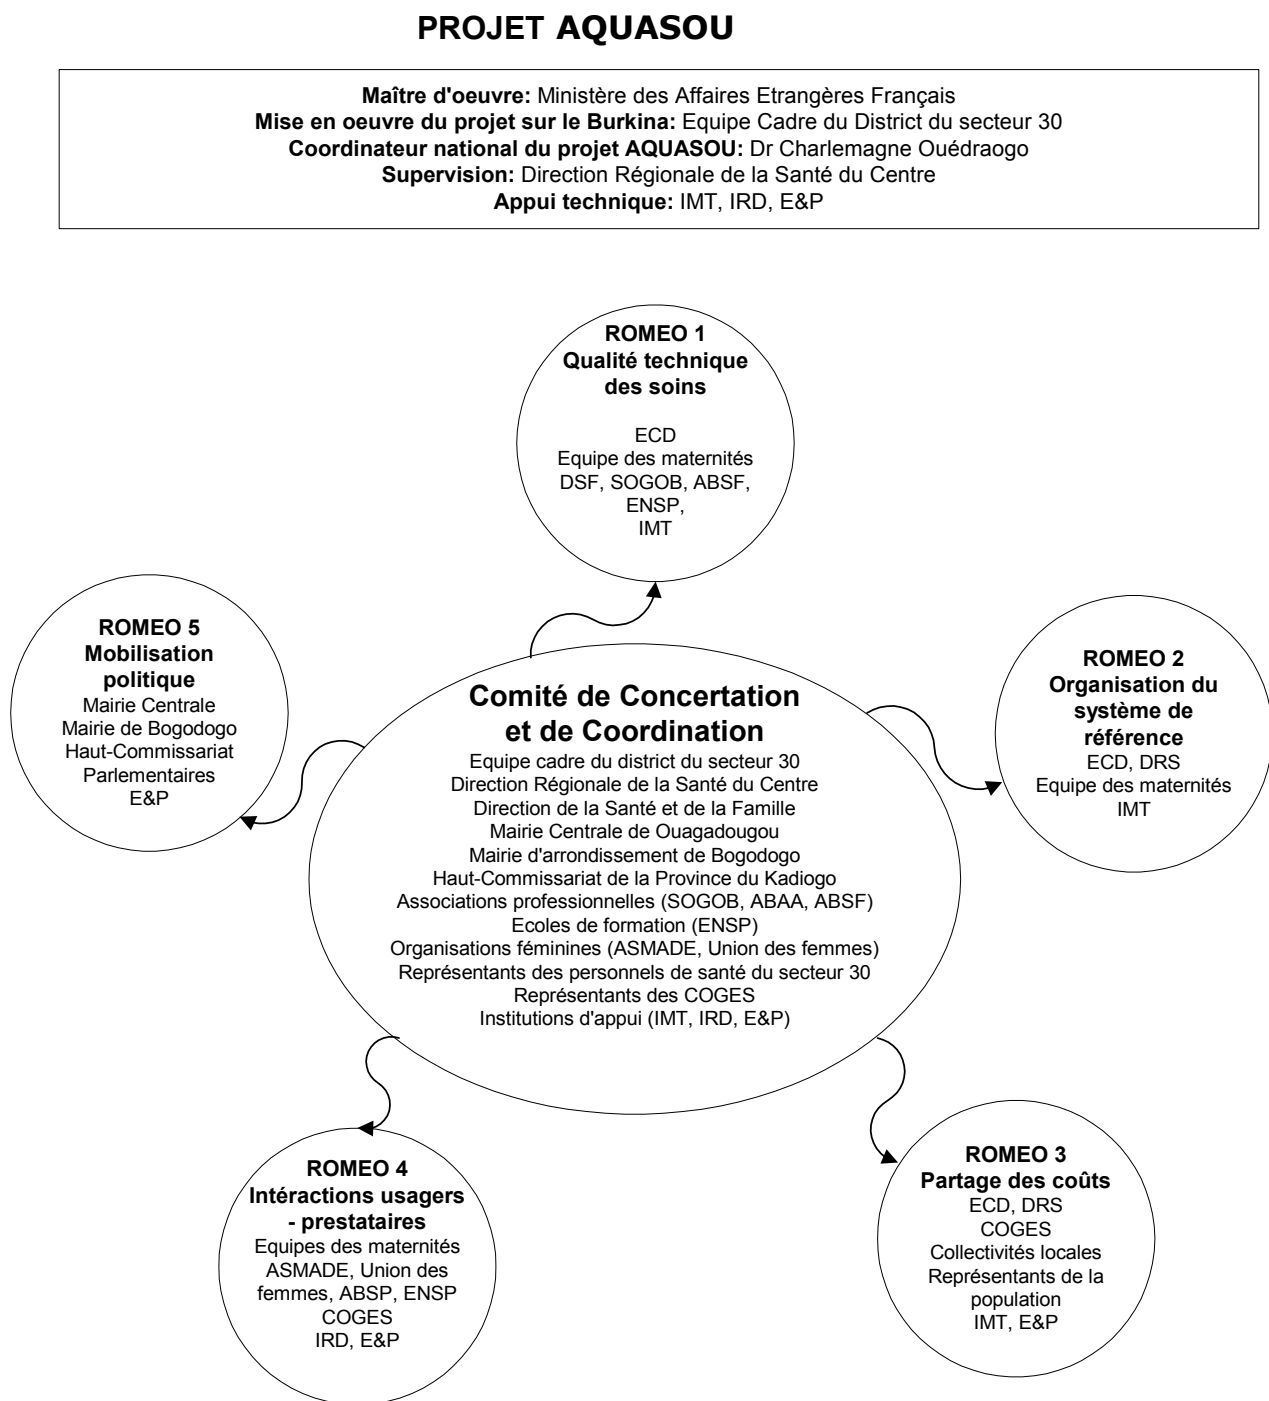 PROJET AQUASOU
Maître d'oeuvre: Ministère des Affaires Etrangères Français
Mise en oeuvre du projet sur le Burkina: Equipe Cadre du District du secteur 30
Coordinateur national du projet AQUASOU: Dr Charlemagne Ouédraogo
Supervision: Direction Régionale de la Santé du Centre
Appui technique: IMT, IRD, E&P
ROMEO 1
Qualité technique
des soins
ECD
Equipe des maternités
DSF, SOGOB, ABSF,
ENSP,
IMT
ROMEO 5
Mobilisation
politique
Mairie Centrale
Mairie de Bogodogo
Haut-Commissariat
Parlementaires
E&P
ROMEO 2
Organisation du
système de
référence
ECD, DRS
Equipe des maternités
IMT
Comité de Concertation
et de Coordination
Equipe cadre du district du secteur 30
Direction Régionale de la Santé du Centre
Direction de la Santé et de la Famille
Mairie Centrale de Ouagadougou
Mairie d'arrondissement de Bogodogo
Haut-Commissariat de la Province du Kadiogo
Associations professionnelles (SOGOB, ABAA, ABSF)
Ecoles de formation (ENSP)
Organisations féminines (ASMADE, Union des femmes)
Représentants des personnels de santé du secteur 30
Représentants des COGES
Institutions d'appui (IMT, IRD, E&P)
ROMEO 4
Intéractions usagers
- prestataires
Equipes des maternités
ASMADE, Union des
femmes, ABSP, ENSP
COGES
IRD, E&P
ROMEO 3
Partage des coûts
ECD, DRS
COGES
Collectivités locales
Représentants de la
population
IMT, E&P